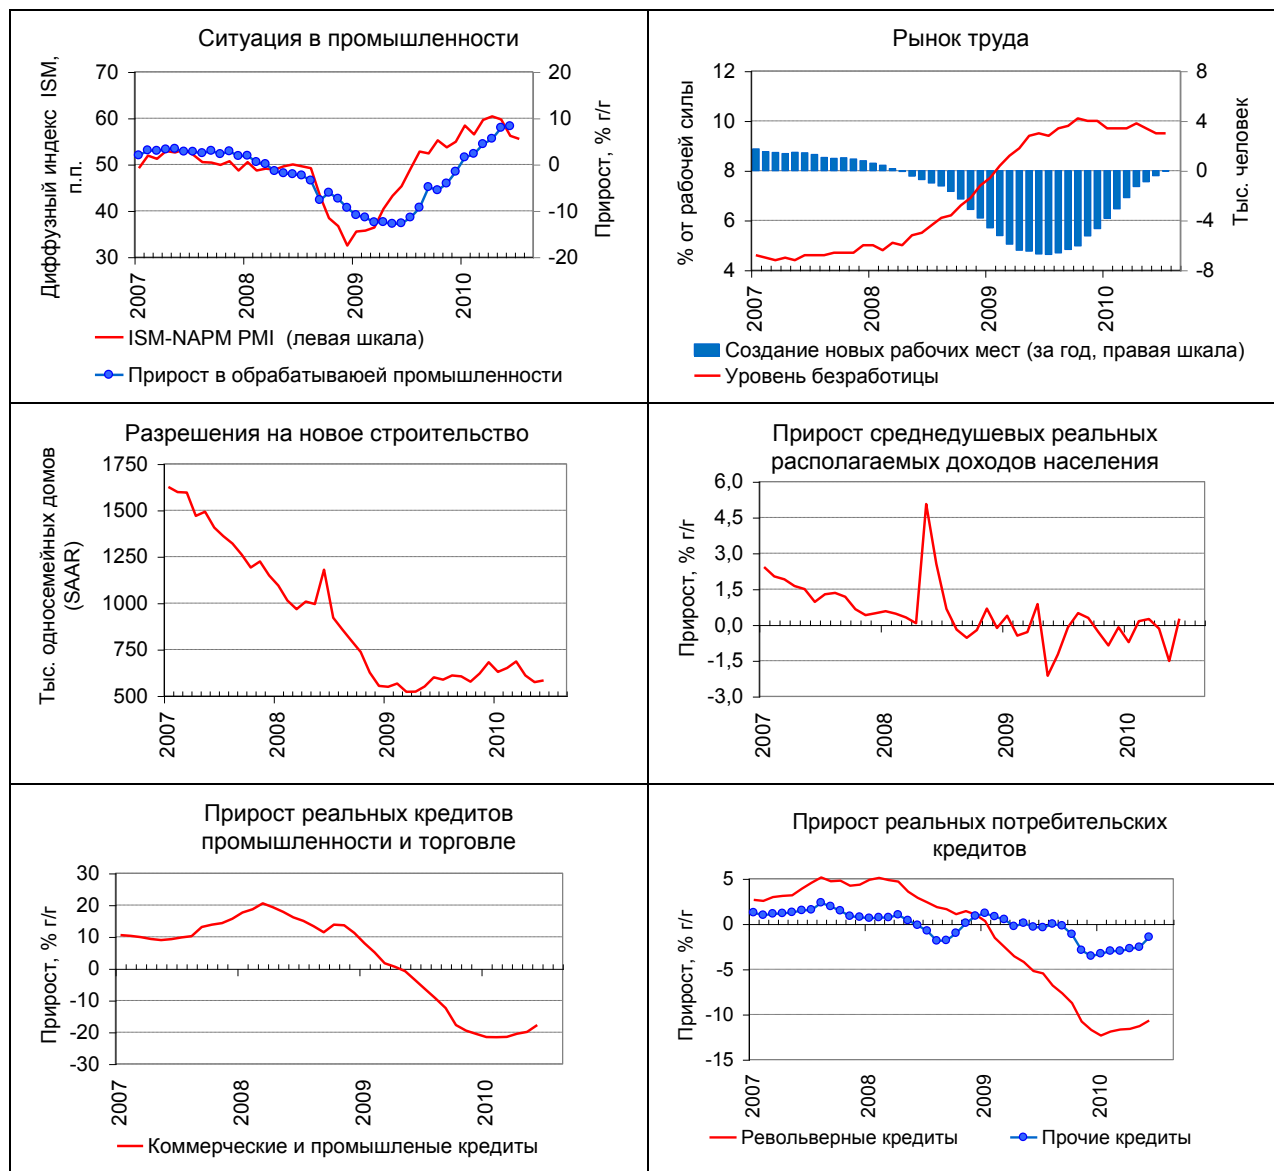 Ситуация в промышленности
Диффузный индекс ISM,
п.п.
70
60
50
40
30
20
10
0
-10
-20
Прирост, % г/г
2007
2008
2009
2010
ISM-NAPM PMI (левая шкала)
Прирост в обрабатываюей промышленности
Рынок труда
% от рабочей силы
12
10
8
6
4
8
4
0
-4
-8
Тыс. человек
2007
2008
2009
2010
Создание новых рабочих мест (за год, правая шкала)
Уровень безработицы
Разрешения на новое строительство
Тыс. односемейных домов
(SAAR)
1750
1500
1250
1000
750
500
2007
2008
2009
2010
Прирост среднедушевых реальных
располагаемых доходов населения
Прирост, % г/г
6,0
4,5
3,0
1,5
0,0
-1,5
-3,0
2007
2008
2009
2010
Прирост реальных кредитов
промышленности и торговле
Прирост, % г/г
30
20
10
0
-10
-20
-30
2007
2008
2009
2010
Коммерческие и промышленые кредиты
Прирост реальных потребительских
кредитов
Прирост, % г/г
5
0
-5
-10
-15
2007
2008
2009
2010
Револьверные кредиты
Прочие кредиты